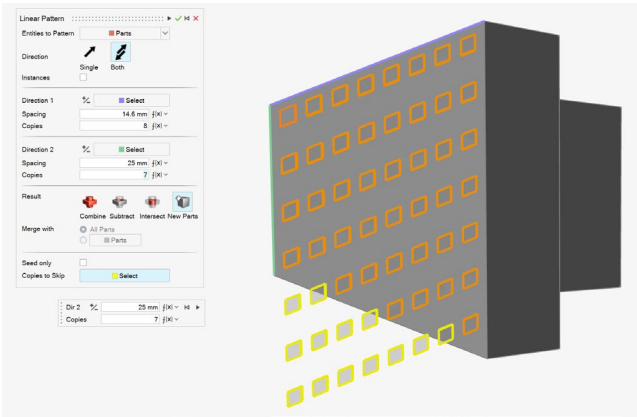 Linear Pattern
Entities to Pattern Parts
Direction
Single Both
Instances
Direction 1 Select
Spacing 14.6 mm f(x)
Copies 8 f(x)
Direction 2 Select
Spacing 25 mm f(x)
Copies 7 f(x)
Result
Combine Subtract Intersect New Parts
Merge with All Parts
Parts
Seed only
Copies to Skip Select
Dir 2 25 mm f(x)
Copies 7 f(x)